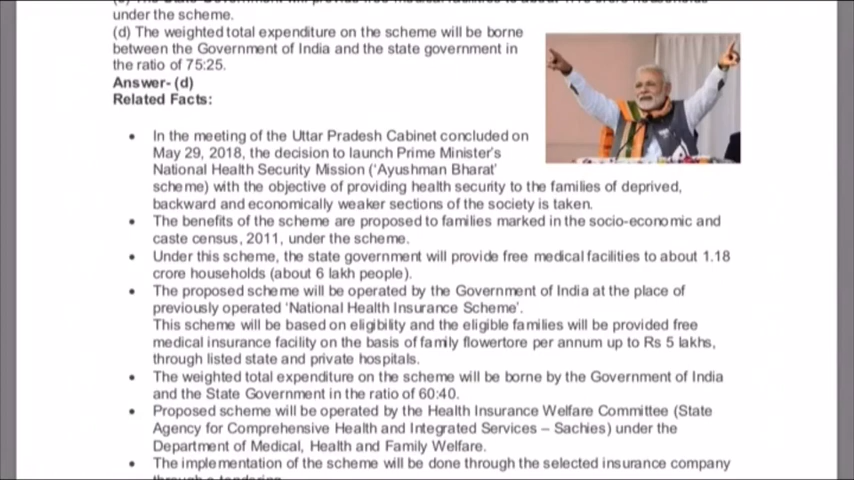 under the scheme.
(d) The weighted total expenditure on the scheme will be borne
between the Government of India and the state government in
the ratio of 75:25.
Answer- (d)
Related Facts:
• In the meeting of the Uttar Pradesh Cabinet concluded on
May 29, 2018, the decision to launch Prime Minister's
National Health Security Mission ('Ayushman Bharat'
scheme) with the objective of providing health security to the families of deprived,
backward and economically weaker sections of the society is taken.
• The benefits of the scheme are proposed to families marked in the socio-economic and
caste census, 2011, under the scheme.
• Under this scheme, the state government will provide free medical facilities to about 1.18
crore households (about 6 lakh people).
• The proposed scheme will be operated by the Government of India at the place of
previously operated 'National Health Insurance Scheme'.
This scheme will be based on eligibility and the eligible families will be provided free
medical insurance facility on the basis of family flowertore per annum up to Rs 5 lakhs,
through listed state and private hospitals.
• The weighted total expenditure on the scheme will be borne by the Government of India
and the State Government in the ratio of 60:40.
• Proposed scheme will be operated by the Health Insurance Welfare Committee (State
Agency for Comprehensive Health and Integrated Services – Sachies) under the
Department of Medical, Health and Family Welfare.
• The implementation of the scheme will be done through the selected insurance company